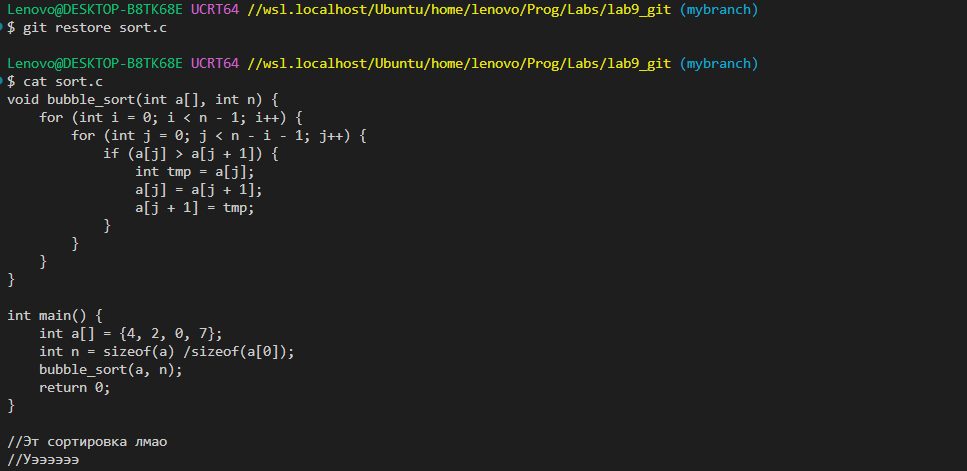 Lenovo@DESKTOP-B8TK68E UCRT64 //wsl.localhost/Ubuntu/home/lenovo/Prog/Labs/lab9_git (mybranch)
$ git restore sort.c

Lenovo@DESKTOP-B8TK68E UCRT64 //wsl.localhost/Ubuntu/home/lenovo/Prog/Labs/lab9_git (mybranch)
$ cat sort.c
void bubble_sort(int a[], int n) {
    for (int i = 0; i < n - 1; i++) {
        for (int j = 0; j < n - i - 1; j++) {
            if (a[j] > a[j + 1]) {
                int tmp = a[j];
                a[j] = a[j + 1];
                a[j + 1] = tmp;
            }
        }
    }
}

int main() {
    int a[] = {4, 2, 0, 7};
    int n = sizeof(a) /sizeof(a[0]);
    bubble_sort(a, n);
    return 0;
}

//Эт сортировка лмао
//Уээээээ